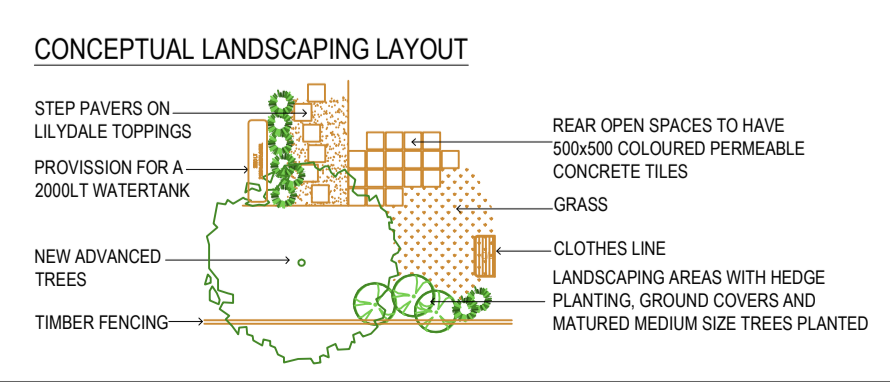 CONCEPTUAL LANDSCAPING LAYOUT
STEP PAVERS ON
LILYDALE TOPPINGS
PROVISSION FOR A
2000LT WATERTANK
NEW ADVANCED
TREES
TIMBER FENCING
REAR OPEN SPACES TO HAVE
500x500 COLOURED PERMEABLE
CONCRETE TILES
GRASS
CLOTHES LINE
LANDSCAPING AREAS WITH HEDGE
PLANTING, GROUND COVERS AND
MATURED MEDIUM SIZE TREES PLANTED